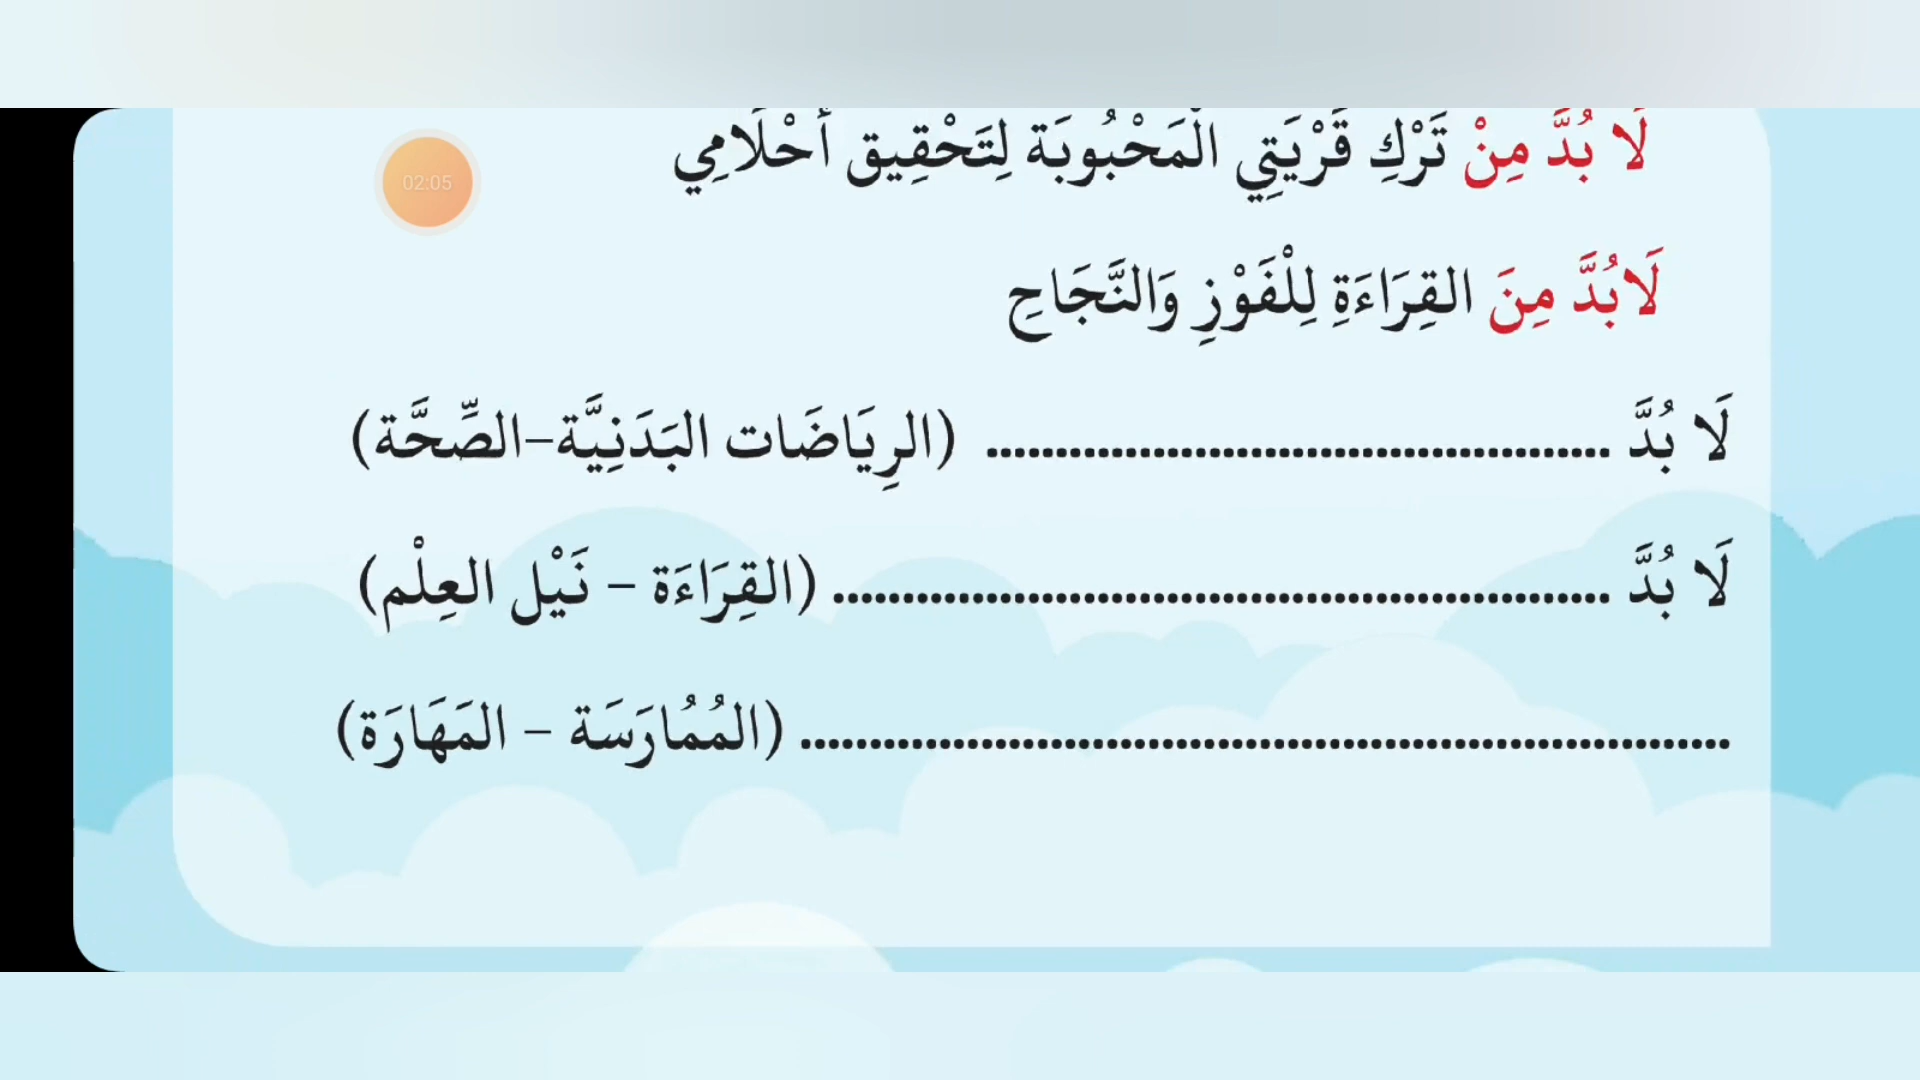 لَا بُدَّ مِنْ تَرْكِ قَرْيَتِي الْمَحْبُوبَة لِتَحْقِيق أَحْلَامِي
02:05
لَابُدَّ مِنَ القِرَاءَةِ لِلْفَوْزِ وَالنَّجَاحِ
لَا بُدَّ ............................................. (الرِيَاضَات البَدَنِيَّة-الصِّحَّة)
لَا بُدَّ ........................................................ (القِرَاءَة - نَيْل العِلْم)
................................................................... (المُمُارَسَة - المَهَارَة)